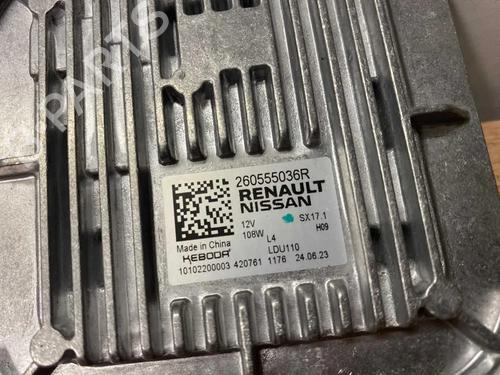 260555036R
RENAULT
NISSAN
12V SX17.1
108W L4 H09
Made in China
KEBODA LDU110
10102200003 420761 1176 24.06.23